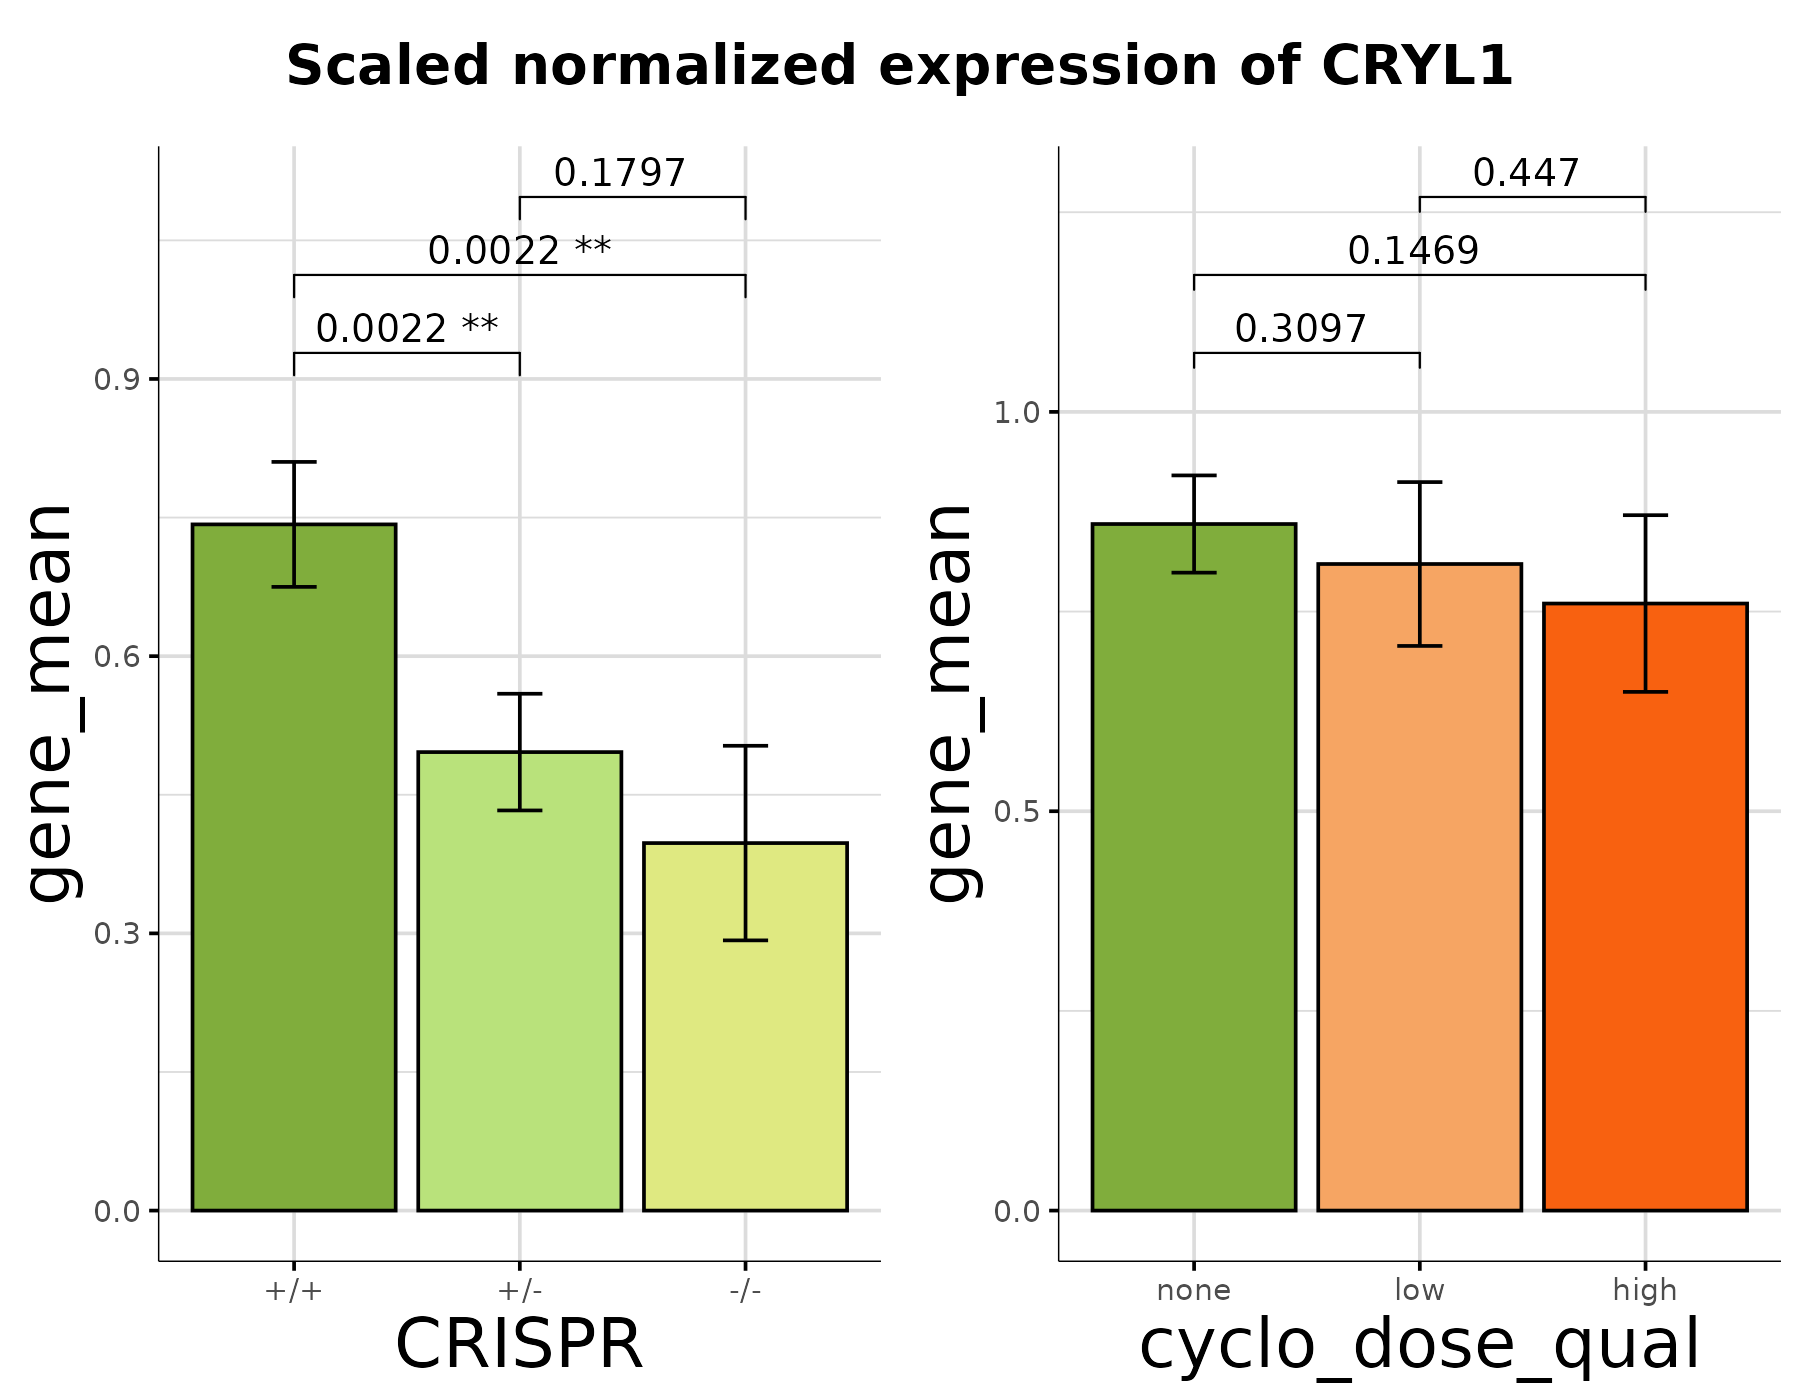 Scaled normalized expression of CRYL1
gene_mean
0.9
0.6
0.3
0.0
0.1797
0.0022 **
0.0022 **
+/+
+/-
-/-
CRISPR
gene_mean
1.0
0.5
0.0
0.447
0.1469
0.3097
none
low
high
cyclo_dose_qual